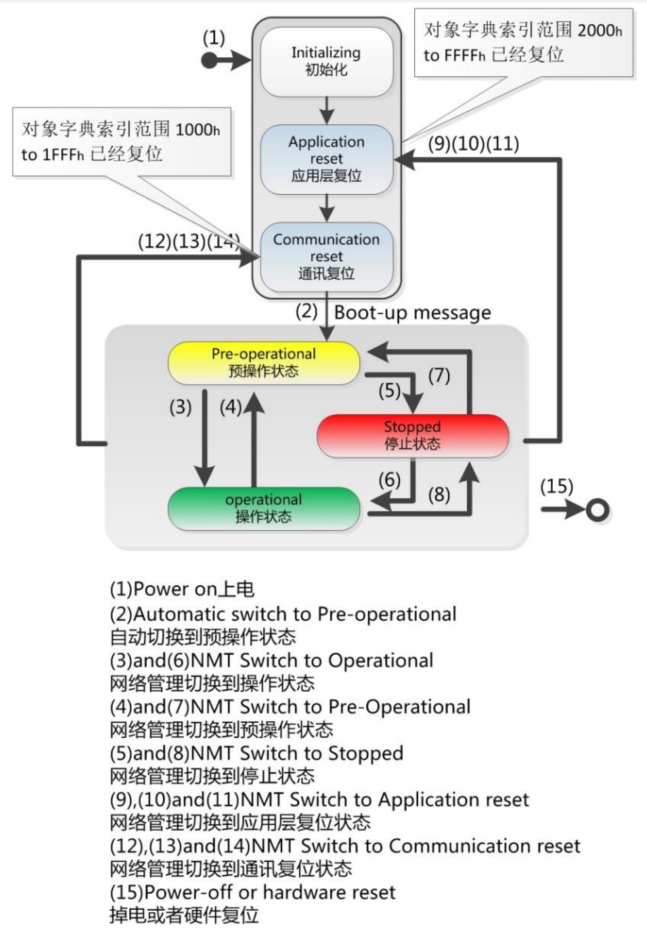 (1)
Initializing
初始化
对象字典索引范围 2000h
to FFFFh 已经复位
对象字典索引范围 1000h
to 1FFFh 已经复位
Application
reset
应用层复位
(9)(10)(11)
(12)(13)(14)
Communication
reset
通讯复位
(2)
Boot-up message
Pre-operational
预操作状态
(3)
(4)
(5)
(7)
Stopped
停止状态
(6)
(8)
operational
操作状态
(15)
(1)Power on上电
(2)Automatic switch to Pre-operational
自动切换到预操作状态
(3)and(6)NMT Switch to Operational
网络管理切换到操作状态
(4)and(7)NMT Switch to Pre-Operational
网络管理切换到预操作状态
(5)and(8)NMT Switch to Stopped
网络管理切换到停止状态
(9),(10)and(11)NMT Switch to Application reset
网络管理切换到应用层复位状态
(12),(13)and(14)NMT Switch to Communication reset
网络管理切换到通讯复位状态
(15)Power-off or hardware reset
掉电或者硬件复位